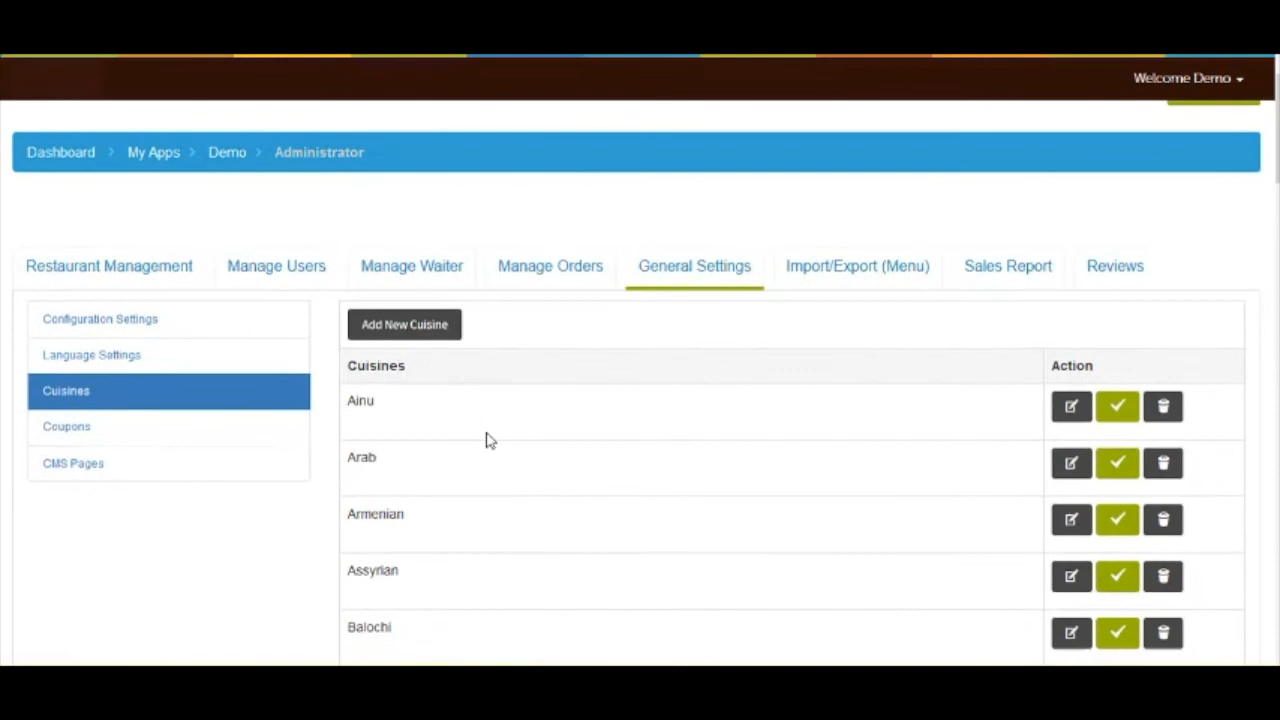 Welcome Demo
Dashboard My Apps Demo Administrator
Restaurant Management Manage Users Manage Waiter Manage Orders General Settings Import/Export (Menu) Sales Report Reviews
Configuration Settings
Language Settings
Cuisines
Coupons
CMS Pages
Add New Cuisine
Cuisines Action
Ainu
Arab
Armenian
Assyrian
Balochi